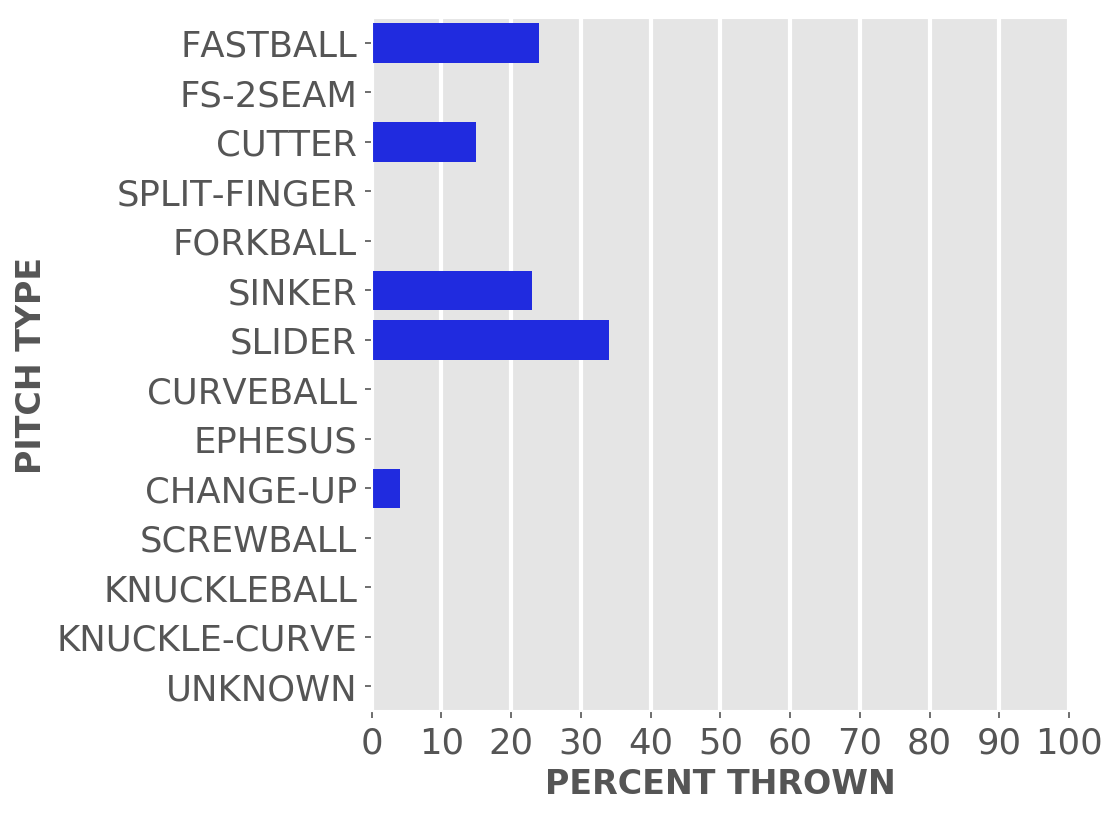 FASTBALL
FS-2SEAM
CUTTER
SPLIT-FINGER
FORKBALL
SINKER
SLIDER
CURVEBALL
EPHESUS
CHANGE-UP
SCREWBALL
KNUCKLEBALL
KNUCKLE-CURVE
UNKNOWN
PITCH TYPE
0 10 20 30 40 50 60 70 80 90 100
PERCENT THROWN